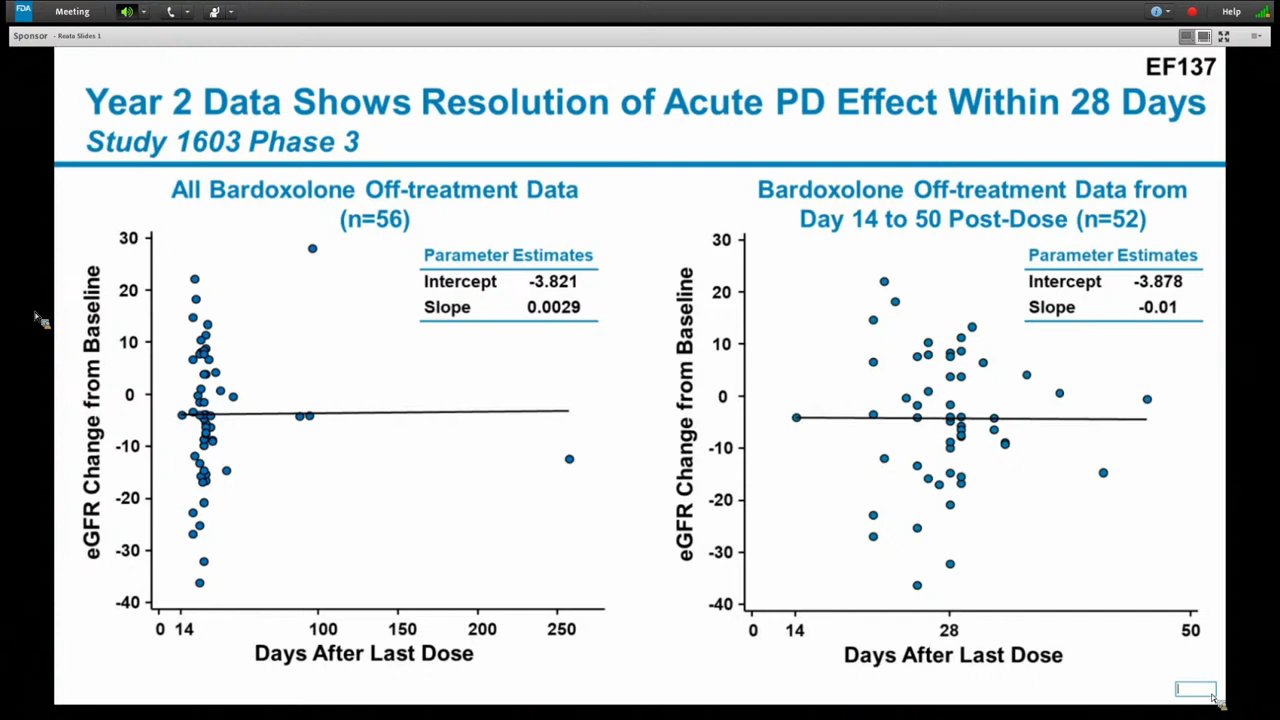 FDA
Meeting
Help
Sponsor - Reata Slides 1
EF137
Year 2 Data Shows Resolution of Acute PD Effect Within 28 Days
Study 1603 Phase 3
All Bardoxolone Off-treatment Data
(n=56)
Parameter Estimates
Intercept -3.821
Slope 0.0029
eGFR Change from Baseline
30
20
10
0
-10
-20
-30
-40
0 14 100 150 200 250
Days After Last Dose
Bardoxolone Off-treatment Data from
Day 14 to 50 Post-Dose (n=52)
Parameter Estimates
Intercept -3.878
Slope -0.01
eGFR Change from Baseline
30
20
10
0
-10
-20
-30
-40
0 14 28 50
Days After Last Dose